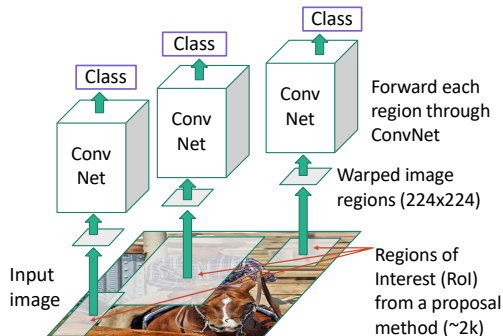 Class
Class
Class
Conv
Net
Conv
Net
Conv
Net
Forward each
region through
ConvNet
Warped image
regions (224x224)
Regions of
Interest (RoI)
from a proposal
method (~2k)
Input
image